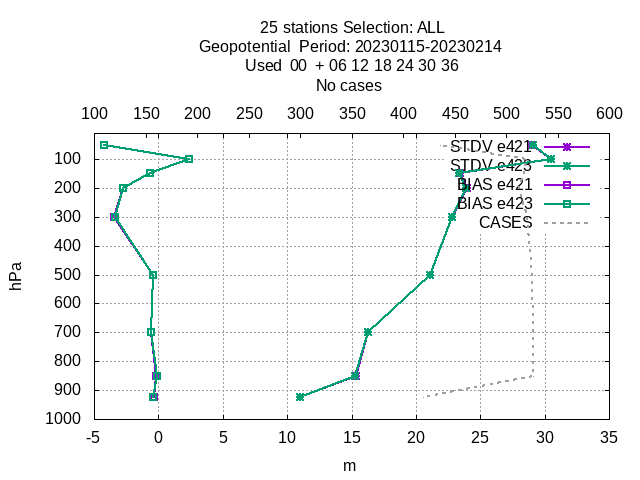 25 stations Selection: ALL
Geopotential Period: 20230115-20230214
Used 00 + 06 12 18 24 30 36
No cases
100 150 200 250 300 350 400 450 500 550 600
STDV e421
100
STDV e423
BIAS e421
200
BIAS e423
300
CASES
400
hPa
500
600
700
800
900
1000
-5 0 5 10 15 20 25 30 35
m